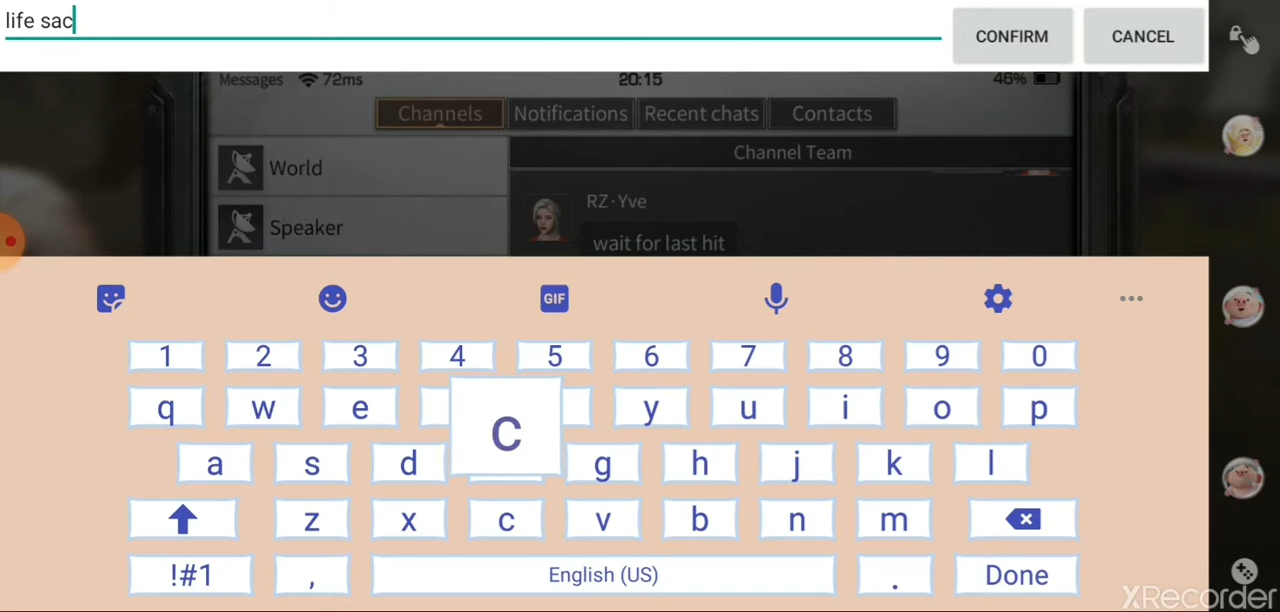 life sac
CONFIRM
CANCEL
Messages 72ms
20:15
46%
Channels
Notifications
Recent chats
Contacts
World
Channel Team
Speaker
RZ·Yve
wait for last hit
GIF
1 2 3 4 5 6 7 8 9 0
q w e y u i o p
c
a s d g h j k l
z x c v b n m
!#1 , English (US) . Done
XRecorder